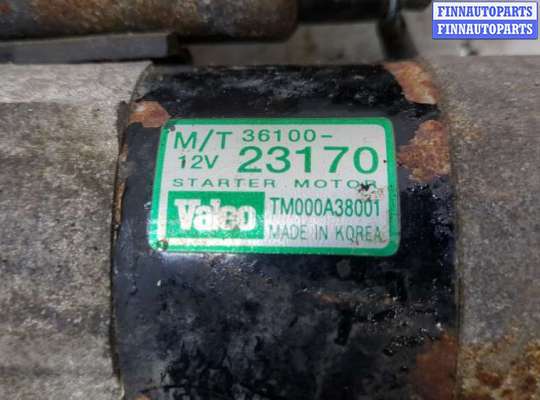 FINNAUTOPARTS
FINNAUTOPARTS
M/T 36100-
12V 23170
STARTER MOTOR
Valeo TM000A38001
MADE IN KOREA